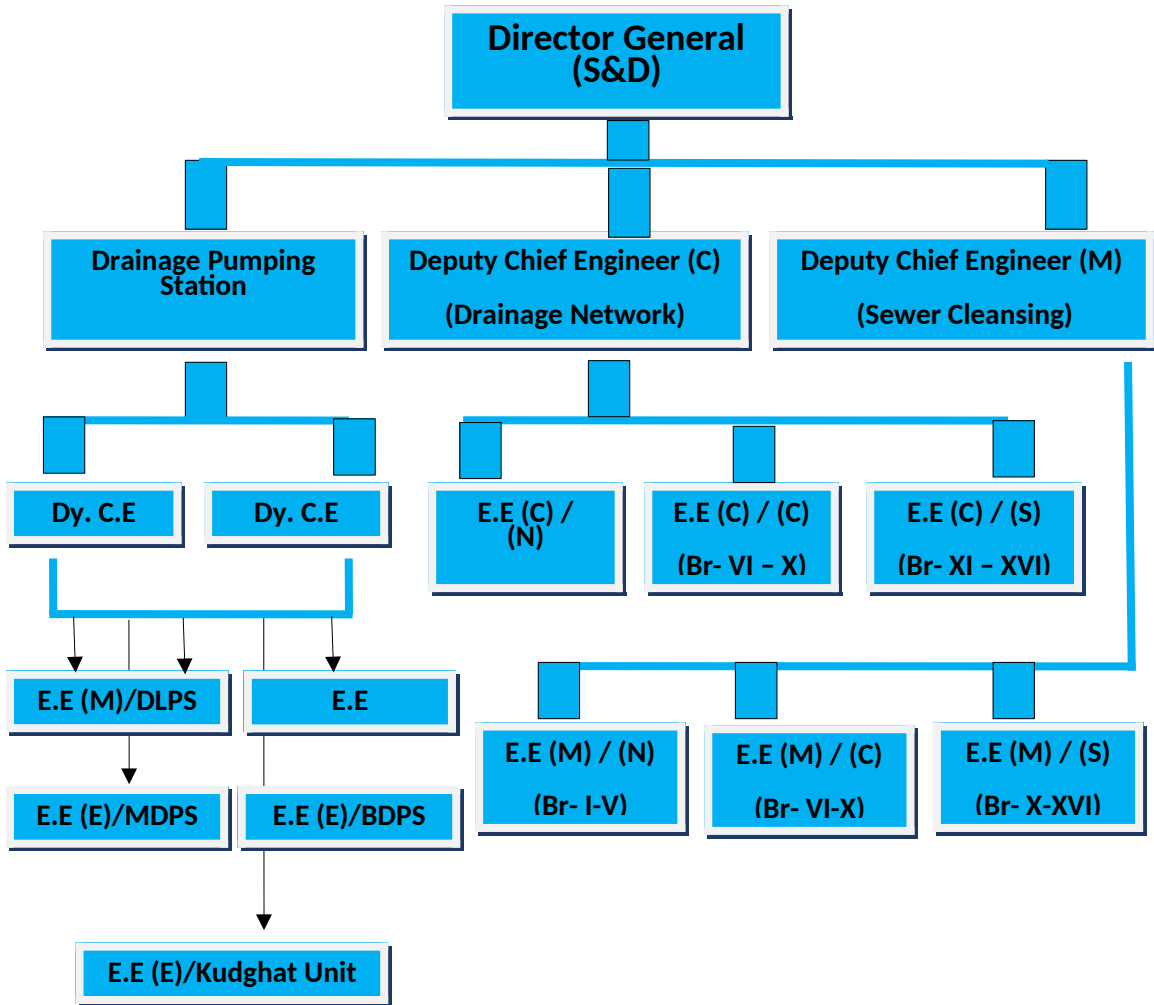 Director General
(S&D)
Drainage Pumping
Station
Deputy Chief Engineer (C)
(Drainage Network)
Deputy Chief Engineer (M)
(Sewer Cleansing)
Dy. C.E
Dy. C.E
E.E (C) /
(N)
E.E (C) / (C)
(Br- VI – X)
E.E (C) / (S)
(Br- XI – XVI)
E.E (M)/DLPS
E.E
E.E (M) / (N)
(Br- I-V)
E.E (M) / (C)
(Br- VI-X)
E.E (M) / (S)
(Br- X-XVI)
E.E (E)/MDPS
E.E (E)/BDPS
E.E (E)/Kudghat Unit